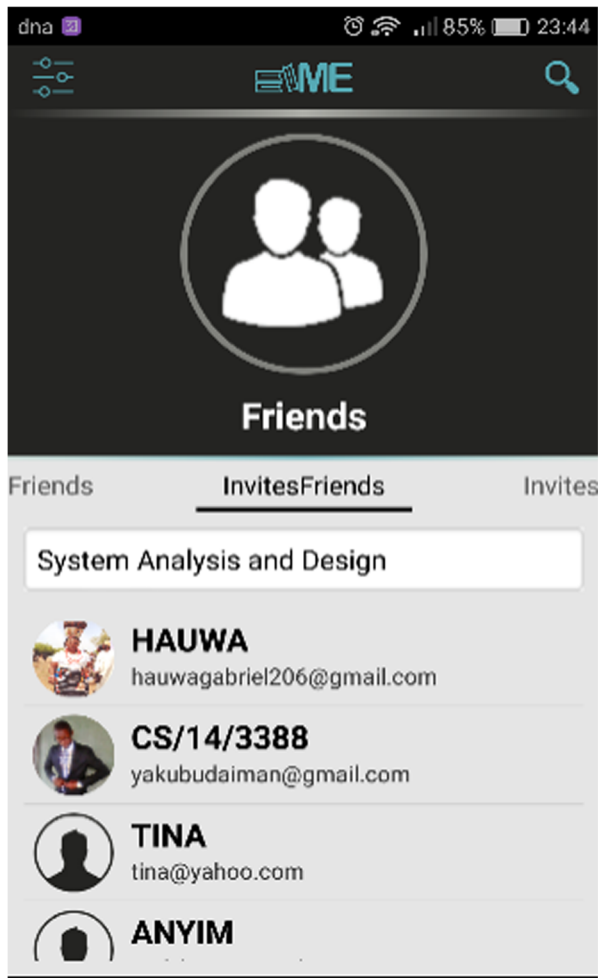 dna 85% 23:44
ME
Friends
Friends InvitesFriends Invites
System Analysis and Design
HAUWA
hauwagabriel206@gmail.com
CS/14/3388
yakubudaiman@gmail.com
TINA
tina@yahoo.com
ANYIM